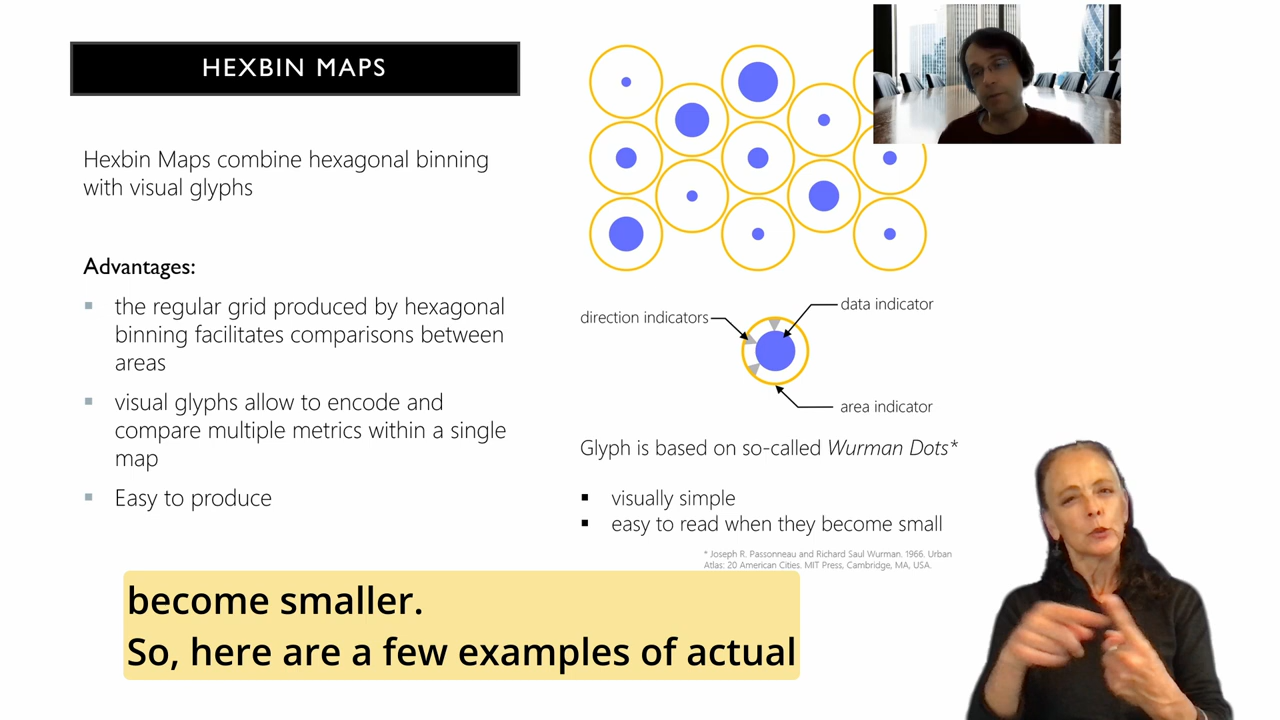 HEXBIN MAPS
Hexbin Maps combine hexagonal binning
with visual glyphs
Advantages:
▪ the regular grid produced by hexagonal
binning facilitates comparisons between
areas
▪ visual glyphs allow to encode and
compare multiple metrics within a single
map
▪ Easy to produce
direction indicators
data indicator
area indicator
Glyph is based on so-called Wurman Dots*
▪ visually simple
▪ easy to read when they become small
* Joseph R. Passonneau and Richard Saul Wurman. 1966. Urban
Atlas: 20 American Cities. MIT Press, Cambridge, MA, USA.
become smaller.
So, here are a few examples of actual